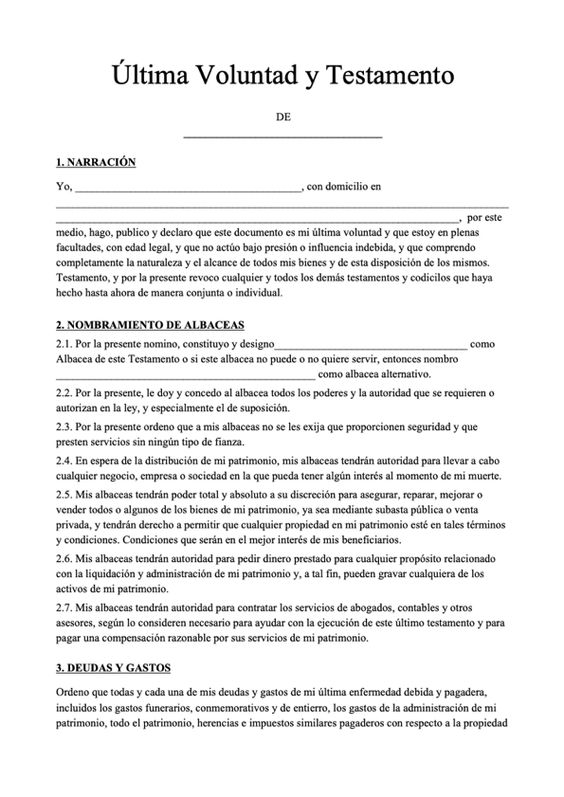 Última Voluntad y Testamento
DE
____________________________________
1. NARRACIÓN
Yo, _________________________________________, con domicilio en
__________________________________________________________________________________
_________________________________________________________________________, por este
medio, hago, publico y declaro que este documento es mi última voluntad y que estoy en plenas
facultades, con edad legal, y que no actúo bajo presión o influencia indebida, y que comprendo
completamente la naturaleza y el alcance de todos mis bienes y de esta disposición de los mismos.
Testamento, y por la presente revoco cualquier y todos los demás testamentos y codicilos que haya
hecho hasta ahora de manera conjunta o individual.
2. NOMBRAMIENTO DE ALBACEAS
2.1. Por la presente nomino, constituyo y designo___________________________________ como
Albacea de este Testamento o si este albacea no puede o no quiere servir, entonces nombro
_______________________________________________ como albacea alternativo.
2.2. Por la presente, le doy y concedo al albacea todos los poderes y la autoridad que se requieren o
autorizan en la ley, y especialmente el de suposición.
2.3. Por la presente ordeno que a mis albaceas no se les exija que proporcionen seguridad y que
presten servicios sin ningún tipo de fianza.
2.4. En espera de la distribución de mi patrimonio, mis albaceas tendrán autoridad para llevar a cabo
cualquier negocio, empresa o sociedad en la que pueda tener algún interés al momento de mi muerte.
2.5. Mis albaceas tendrán poder total y absoluto a su discreción para asegurar, reparar, mejorar o
vender todos o algunos de los bienes de mi patrimonio, ya sea mediante subasta pública o venta
privada, y tendrán derecho a permitir que cualquier propiedad en mi patrimonio esté en tales términos
y condiciones. Condiciones que serán en el mejor interés de mis beneficiarios.
2.6. Mis albaceas tendrán autoridad para pedir dinero prestado para cualquier propósito relacionado
con la liquidación y administración de mi patrimonio y, a tal fin, pueden gravar cualquiera de los
activos de mi patrimonio.
2.7. Mis albaceas tendrán autoridad para contratar los servicios de abogados, contables y otros
asesores, según lo consideren necesario para ayudar con la ejecución de este último testamento y para
pagar una compensación razonable por sus servicios de mi patrimonio.
3. DEUDAS Y GASTOS
Ordeno que todas y cada una de mis deudas y gastos de mi última enfermedad debida y pagadera,
incluidos los gastos funerarios, conmemorativos y de entierro, los gastos de la administración de mi
patrimonio, todo el patrimonio, herencias e impuestos similares pagaderos con respecto a la propiedad